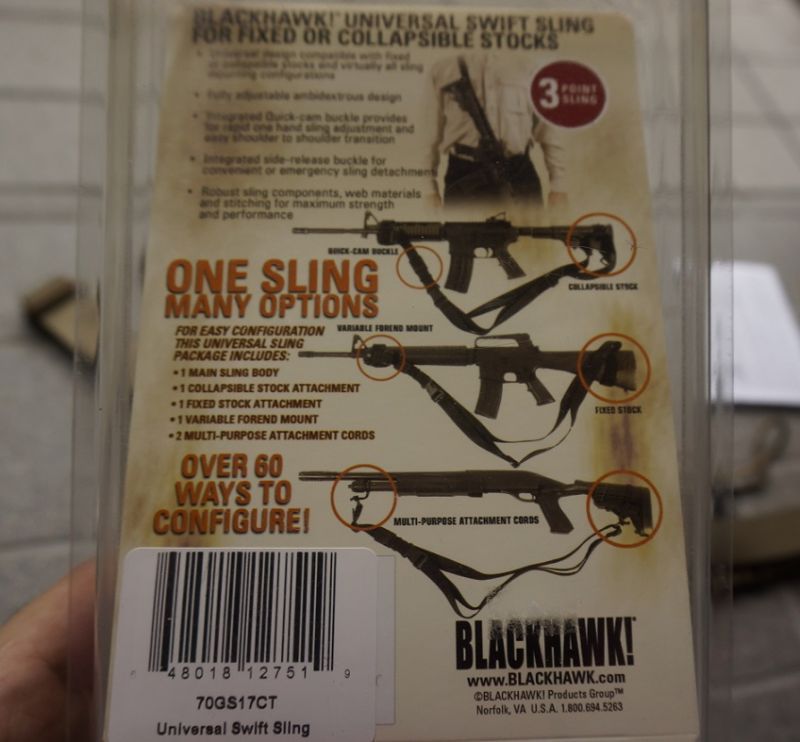 BLACKHAWK!® UNIVERSAL SWIFT SLING
FOR FIXED OR COLLAPSIBLE STOCKS
• Universal design compatible with fixed
or collapsible stocks and virtually all sling
mounting configurations
• Fully adjustable ambidextrous design
• Integrated Quick-cam buckle provides
for rapid one hand sling adjustment and
easy shoulder to shoulder transition
• Integrated side-release buckle for
convenient or emergency sling detachment
• Robust sling components, web materials
and stitching for maximum strength
and performance
3 POINT
SLING
QUICK-CAM BUCKLE
COLLAPSIBLE STOCK
ONE SLING
MANY OPTIONS
FOR EASY CONFIGURATION
THIS UNIVERSAL SLING
PACKAGE INCLUDES:
• 1 MAIN SLING BODY
• 1 COLLAPSIBLE STOCK ATTACHMENT
• 1 FIXED STOCK ATTACHMENT
• 1 VARIABLE FOREND MOUNT
• 2 MULTI-PURPOSE ATTACHMENT CORDS
VARIABLE FOREND MOUNT
FIXED STOCK
OVER 60
WAYS TO
CONFIGURE!
MULTI-PURPOSE ATTACHMENT CORDS
BLACKHAWK!®
www.BLACKHAWK.com
©BLACKHAWK! Products Group™
Norfolk, VA U.S.A. 1.800.694.5263
6 48018 12751 9
70GS17CT
Universal Swift Sling